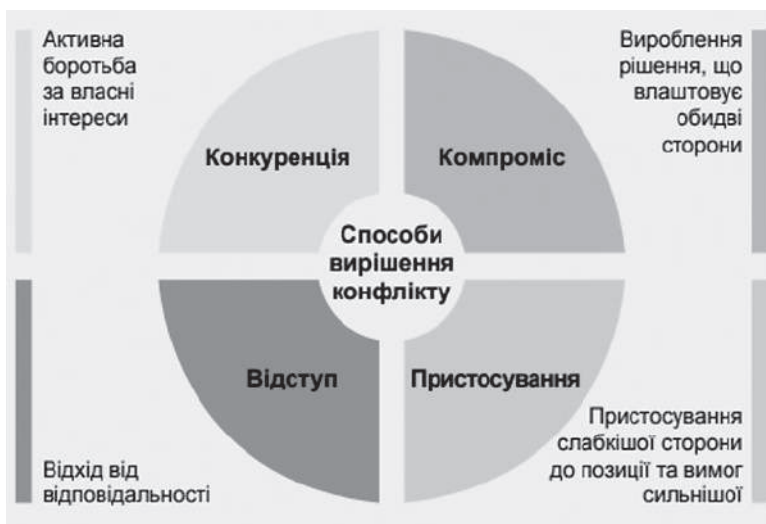 Активна
боротьба
за власні
інтереси
Вироблення
рішення, що
влаштовує
обидві
сторони
Конкуренція
Компроміс
Способи
вирішення
конфлікту
Відступ
Пристосування
Відхід від
відповідальності
Пристосування
слабкішої сторони
до позиції та вимог
сильнішої